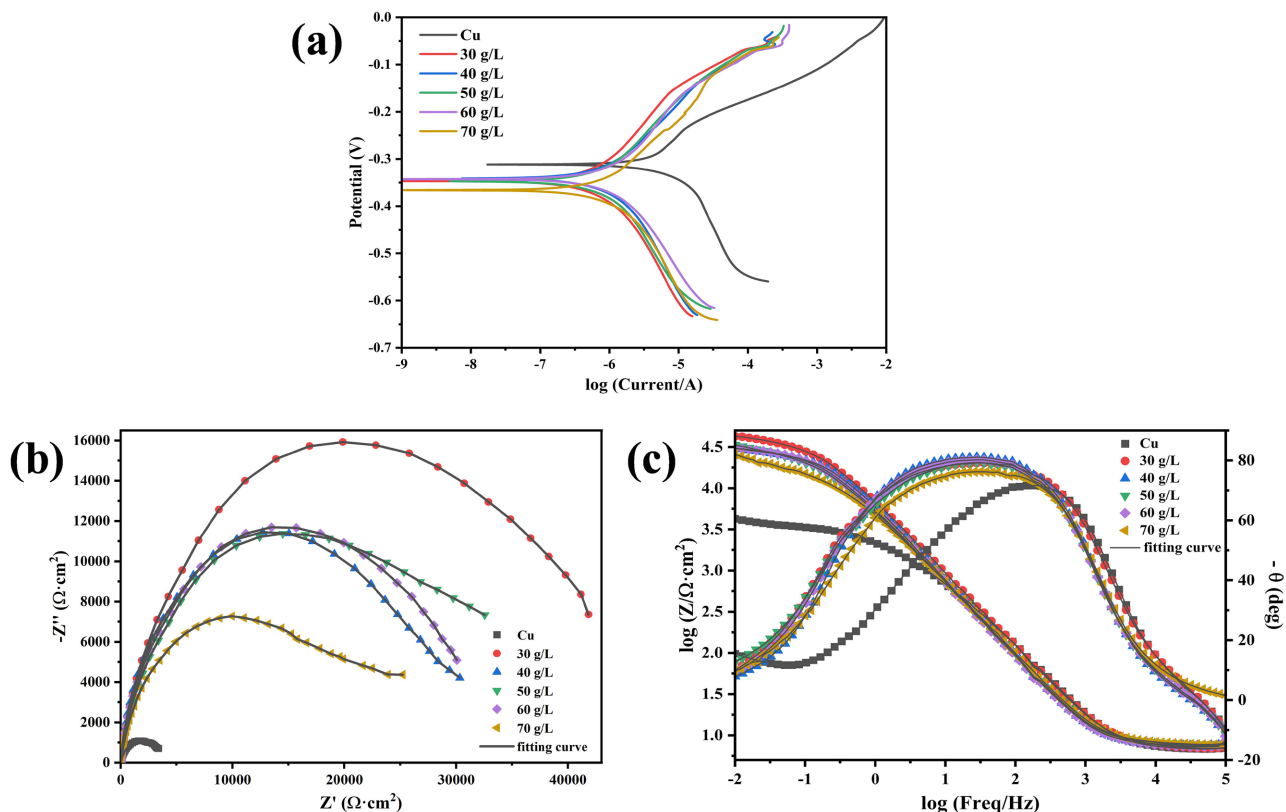 (a)
Cu
30 g/L
40 g/L
50 g/L
60 g/L
70 g/L
0.0
-0.1
-0.2
-0.3
-0.4
-0.5
-0.6
-0.7
Potential (V)
-9 -8 -7 -6 -5 -4 -3 -2
log (Current/A)
(b)
16000
14000
12000
10000
8000
6000
4000
2000
0
-Z'' (Ω·cm²)
Cu
30 g/L
40 g/L
50 g/L
60 g/L
70 g/L
fitting curve
0 10000 20000 30000 40000
Z' (Ω·cm²)
(c)
4.5
4.0
3.5
3.0
2.5
2.0
1.5
1.0
log (Z/Ω·cm²)
Cu
30 g/L
40 g/L
50 g/L
60 g/L
70 g/L
fitting curve
80
60
40
20
0
-20
- θ (deg)
-2 -1 0 1 2 3 4 5
log (Freq/Hz)